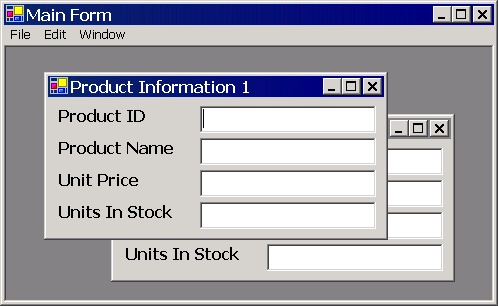 Main Form
File Edit Window
Product Information 1
Product ID
Product Name
Unit Price
Units In Stock
Units In Stock